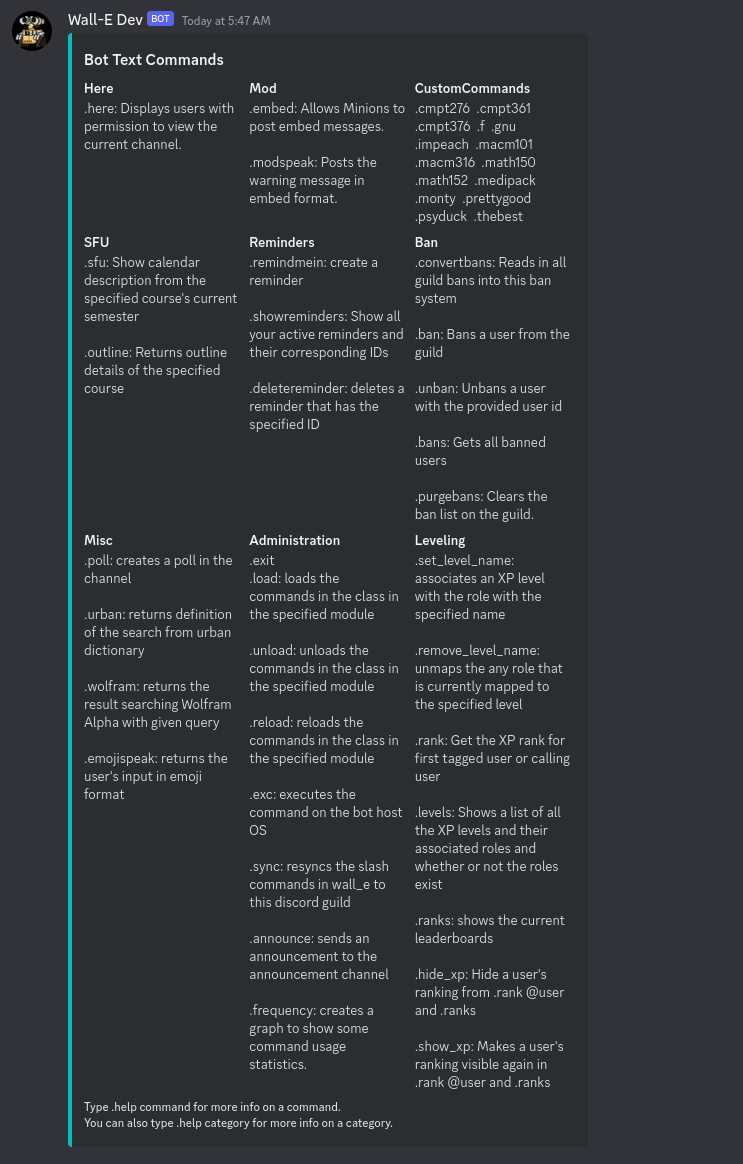 Wall-E Dev BOT Today at 5:47 AM
Bot Text Commands
Here
.here: Displays users with
permission to view the
current channel.
Mod
.embed: Allows Minions to
post embed messages.
.modspeak: Posts the
warning message in
embed format.
CustomCommands
.cmpt276 .cmpt361
.cmpt376 .f .gnu
.impeach .macm101
.macm316 .math150
.math152 .medipack
.monty .prettygood
.psyduck .thebest
SFU
.sfu: Show calendar
description from the
specified course's current
semester
.outline: Returns outline
details of the specified
course
Reminders
.remindmein: create a
reminder
.showreminders: Show all
your active reminders and
their corresponding IDs
.deletereminder: deletes a
reminder that has the
specified ID
Ban
.convertbans: Reads in all
guild bans into this ban
system
.ban: Bans a user from the
guild
.unban: Unbans a user
with the provided user id
.bans: Gets all banned
users
.purgebans: Clears the
ban list on the guild.
Misc
.poll: creates a poll in the
channel
.urban: returns definition
of the search from urban
dictionary
.wolfram: returns the
result searching Wolfram
Alpha with given query
.emojispeak: returns the
user's input in emoji
format
Administration
.exit
.load: loads the
commands in the class in
the specified module
.unload: unloads the
commands in the class in
the specified module
.reload: reloads the
commands in the class in
the specified module
.exc: executes the
command on the bot host
OS
.sync: resyncs the slash
commands in wall_e to
this discord guild
.announce: sends an
announcement to the
announcement channel
.frequency: creates a
graph to show some
command usage
statistics.
Leveling
.set_level_name:
associates an XP level
with the role with the
specified name
.remove_level_name:
unmaps the any role that
is currently mapped to
the specified level
.rank: Get the XP rank for
first tagged user or calling
user
.levels: Shows a list of all
the XP levels and their
associated roles and
whether or not the roles
exist
.ranks: shows the current
leaderboards
.hide_xp: Hide a user's
ranking from .rank @user
and .ranks
.show_xp: Makes a user's
ranking visible again in
.rank @user and .ranks
Type .help command for more info on a command.
You can also type .help category for more info on a category.